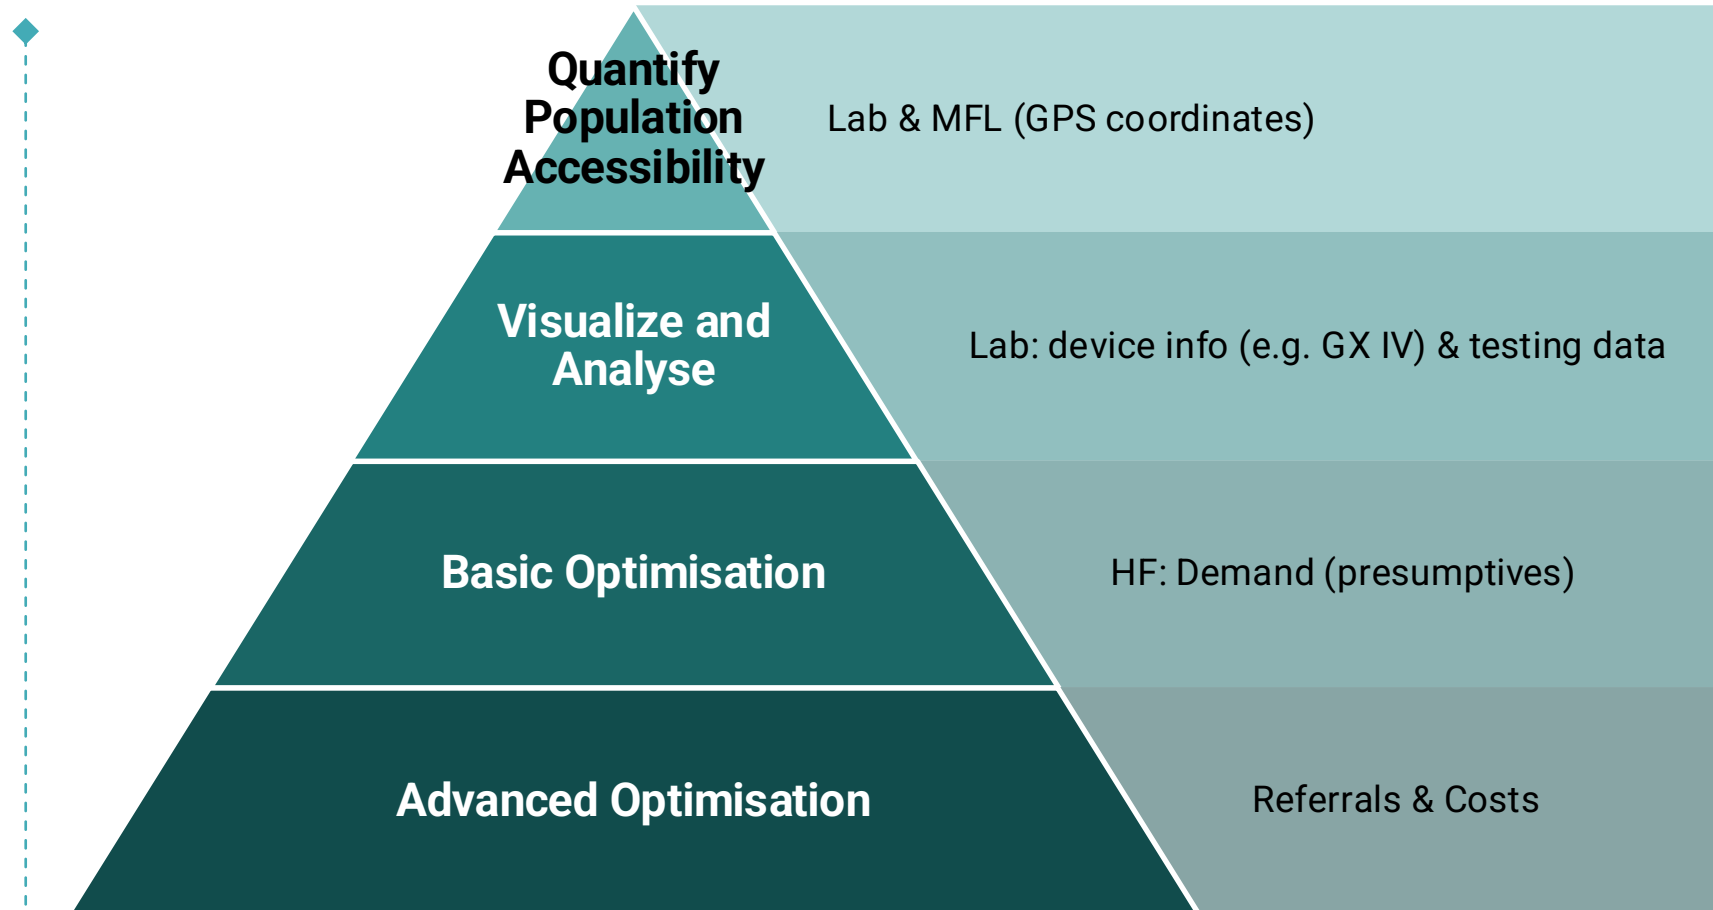 Quantify
Population
Accessibility
Lab & MFL (GPS coordinates)
Visualize and
Analyse
Lab: device info (e.g. GX IV) & testing data
Basic Optimisation
HF: Demand (presumptives)
Advanced Optimisation
Referrals & Costs